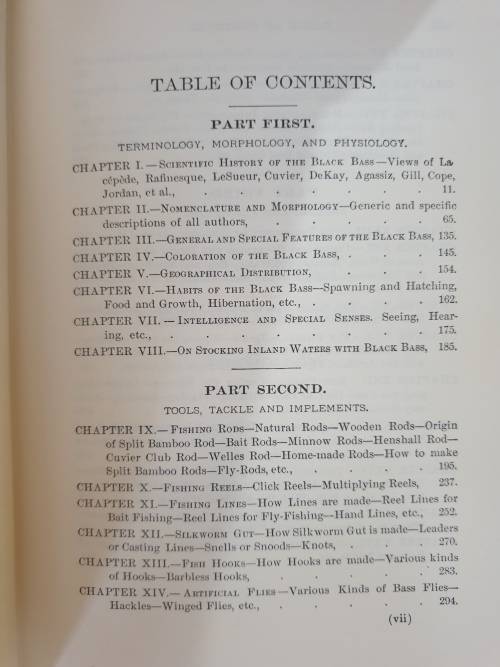 TABLE OF CONTENTS.
PART FIRST.
TERMINOLOGY, MORPHOLOGY, AND PHYSIOLOGY.
CHAPTER I.—Scientific History of the Black Bass—Views of La
cépède, Rafinesque, LeSueur, Cuvier, DeKay, Agassiz, Gill, Cope,
Jordan, et al., . . . . . . . 11.
CHAPTER II.—Nomenclature and Morphology—Generic and specific
descriptions of all authors, . . . . . 65.
CHAPTER III.—General and Special Features of the Black Bass, 135.
CHAPTER IV.—Coloration of the Black Bass, . . . 145.
CHAPTER V.—Geographical Distribution, . . . 154.
CHAPTER VI.—Habits of the Black Bass—Spawning and Hatching,
Food and Growth, Hibernation, etc., . . . . 162.
CHAPTER VII.—Intelligence and Special Senses. Seeing, Hear-
ing, etc., . . . . . . . . 175.
CHAPTER VIII.—On Stocking Inland Waters with Black Bass, 185.
PART SECOND.
TOOLS, TACKLE AND IMPLEMENTS.
CHAPTER IX.—Fishing Rods—Natural Rods—Wooden Rods—Origin
of Split Bamboo Rod—Bait Rods—Minnow Rods—Henshall Rod—
Cuvier Club Rod—Welles Rod—Home-made Rods—How to make
Split Bamboo Rods—Fly-Rods, etc., . . . . 195.
CHAPTER X.—Fishing Reels—Click Reels—Multiplying Reels, 237.
CHAPTER XI.—Fishing Lines—How Lines are made—Reel Lines for
Bait Fishing—Reel Lines for Fly-Fishing—Hand Lines, etc., 252.
CHAPTER XII.—Silkworm Gut—How Silkworm Gut is made—Leaders
or Casting Lines—Snells or Snoods—Knots, . . . 270.
CHAPTER XIII.—Fish Hooks—How Hooks are made—Various kinds
of Hooks—Barbless Hooks, . . . . . 283.
CHAPTER XIV.—Artificial Flies—Various Kinds of Bass Flies—
Hackles—Winged Flies, etc., . . . . . 294.
(vii)